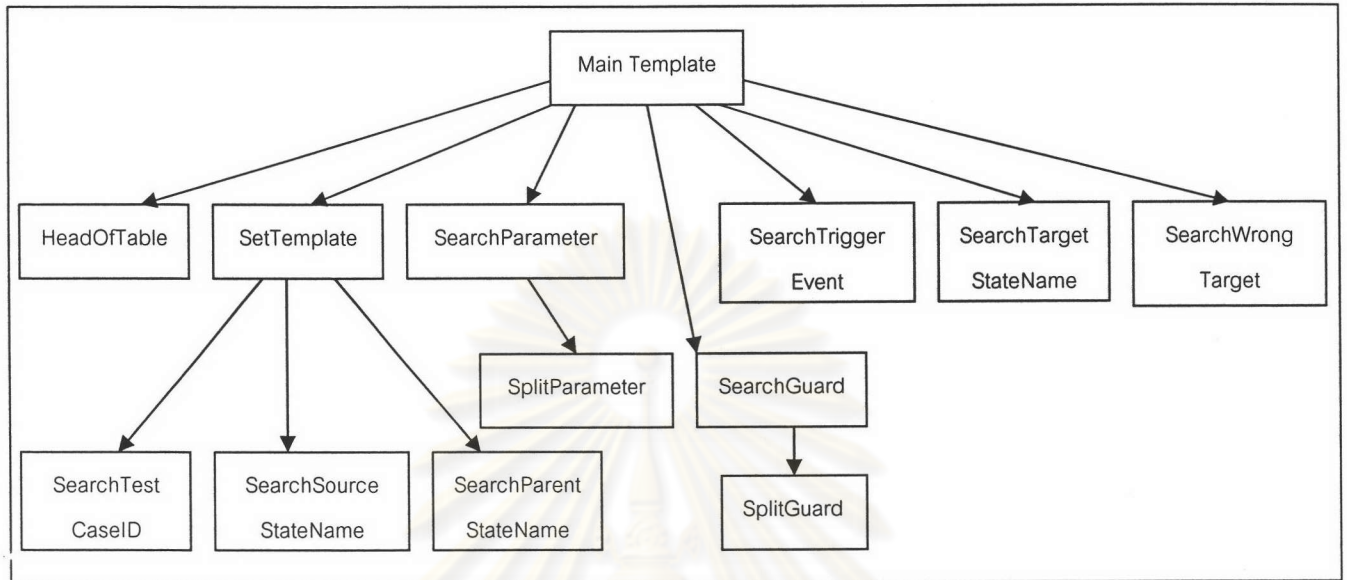 Main Template
HeadOfTable
SetTemplate
SearchParameter
SearchTrigger
Event
SearchTarget
StateName
SearchWrong
Target
SplitParameter
SearchGuard
SearchTest
CaseID
SearchSource
StateName
SearchParent
StateName
SplitGuard